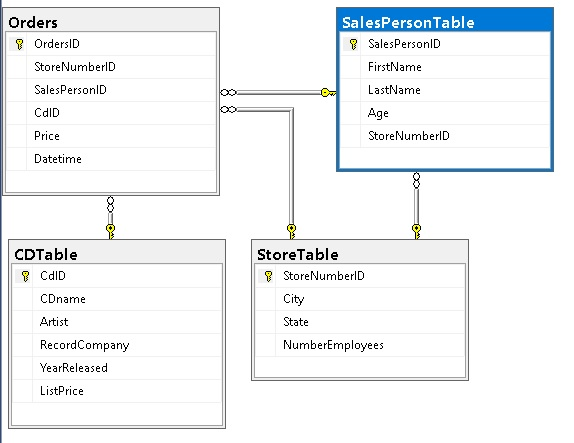 Orders
OrdersID
StoreNumberID
SalesPersonID
CdID
Price
Datetime
SalesPersonTable
SalesPersonID
FirstName
LastName
Age
StoreNumberID
CDTable
CdID
CDname
Artist
RecordCompany
YearReleased
ListPrice
StoreTable
StoreNumberID
City
State
NumberEmployees